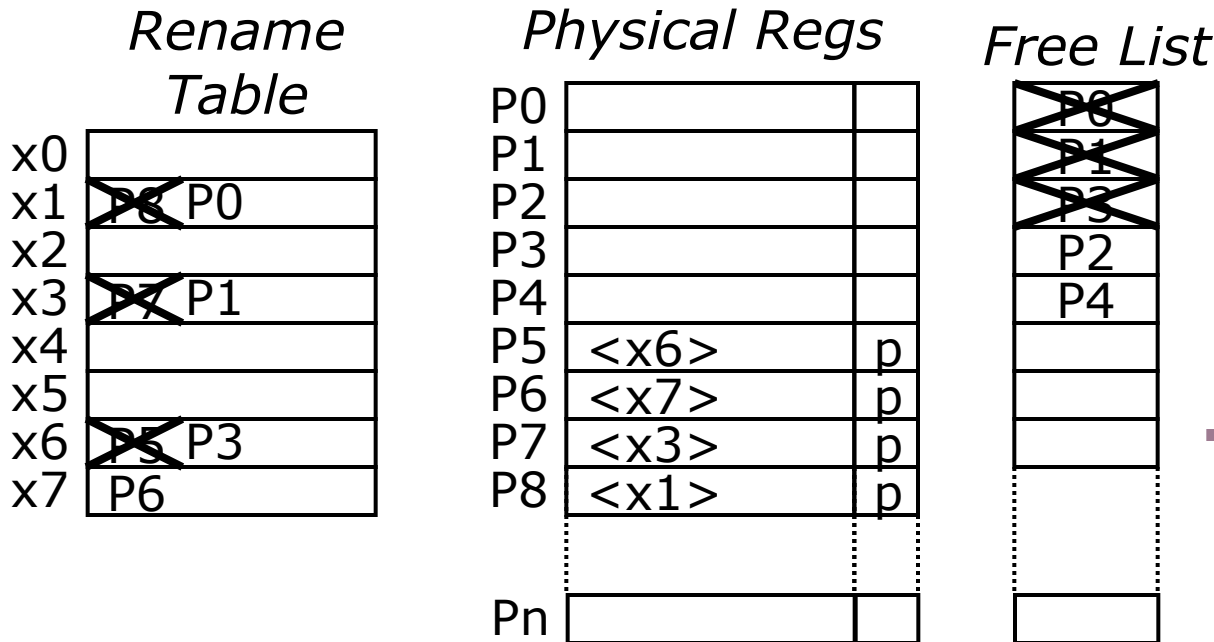 Rename
Table
x0
x1 P8 P0
x2
x3 P7 P1
x4
x5
x6 P5 P3
x7 P6
Physical Regs
P0
P1
P2
P3
P4
P5 <x6> p
P6 <x7> p
P7 <x3> p
P8 <x1> p
Pn
Free List
P0
P1
P3
P2
P4